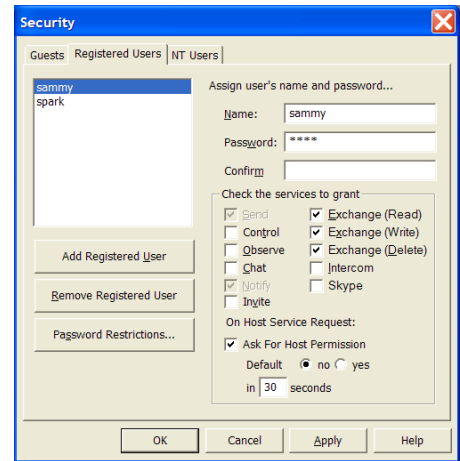 Security
Guests Registered Users NT Users
sammy
spark
Assign user's name and password...
Name: sammy
Password: ****
Confirm
Check the services to grant
Send Exchange (Read)
Control Exchange (Write)
Observe Exchange (Delete)
Chat Intercom
Notify Skype
Invite
On Host Service Request:
Ask For Host Permission
Default no yes
in 30 seconds
Add Registered User
Remove Registered User
Password Restrictions...
OK Cancel Apply Help